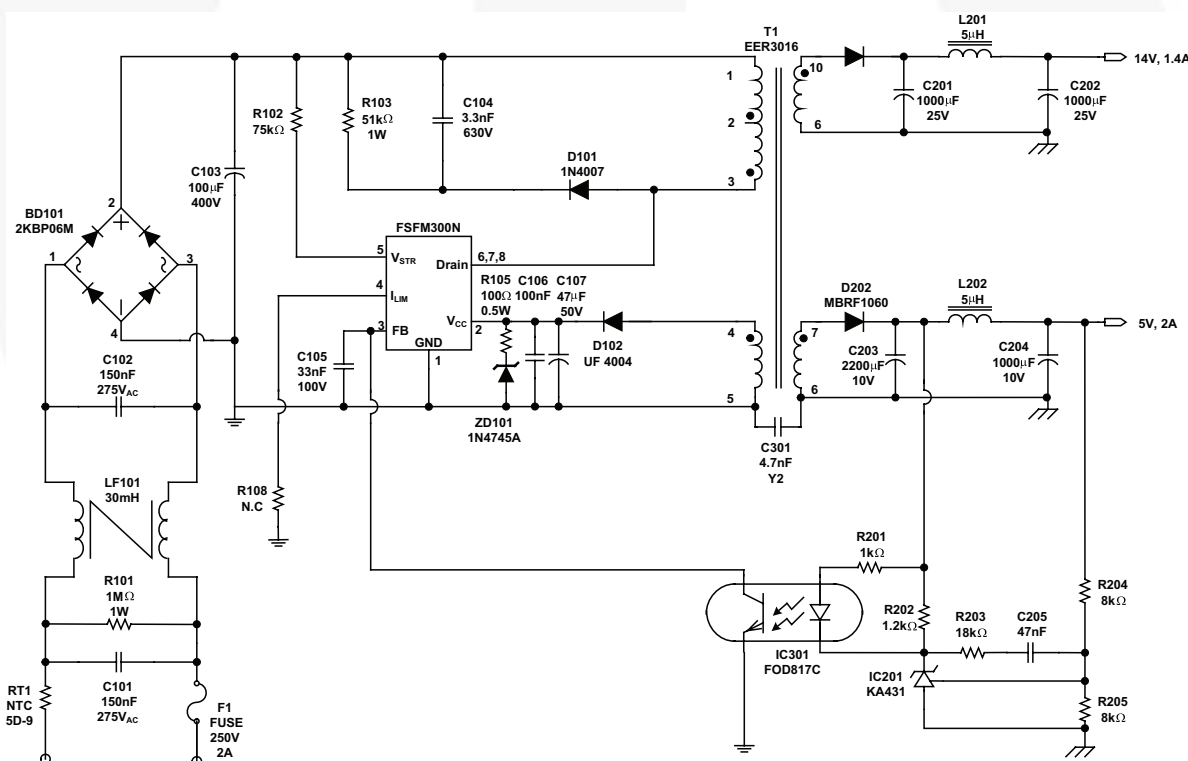 T1
EER3016
L201
5μH
14V, 1.4A
1
2
3
10
6
C201
1000μF
25V
C202
1000μF
25V
R102
75kΩ
R103
51kΩ
1W
C104
3.3nF
630V
D101
1N4007
C103
100μF
400V
BD101
2KBP06M
2
1
3
4
FSFM300N
5
VSTR
Drain
6,7,8
4
ILIM
3
FB
VCC
2
GND
1
R105
100Ω
0.5W
C106
100nF
C107
47μF
50V
D102
UF 4004
ZD101
1N4745A
C105
33nF
100V
4
5
7
6
D202
MBRF1060
L202
5μH
5V, 2A
C203
2200μF
10V
C204
1000μF
10V
C301
4.7nF
Y2
C102
150nF
275VAC
LF101
30mH
R108
N.C
R101
1MΩ
1W
C101
150nF
275VAC
RT1
NTC
5D-9
F1
FUSE
250V
2A
R201
1kΩ
R202
1.2kΩ
R203
18kΩ
C205
47nF
R204
8kΩ
IC301
FOD817C
IC201
KA431
R205
8kΩ